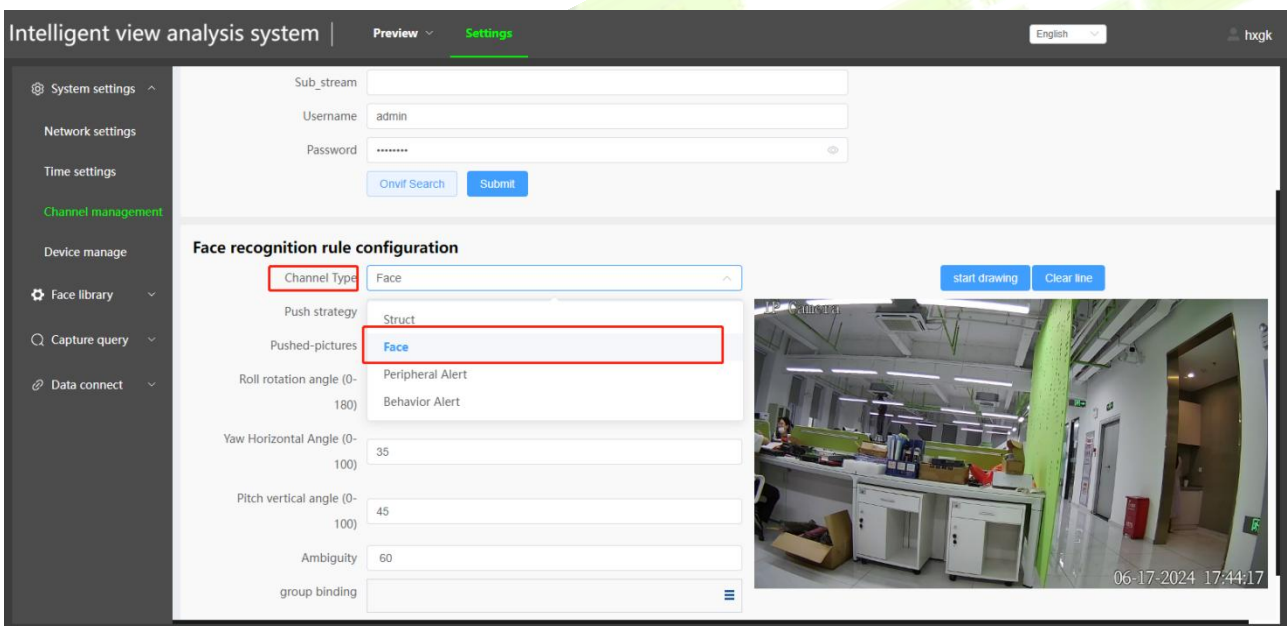 Intelligent view analysis system | Preview Settings English hxgk
System settings
Network settings
Time settings
Channel management
Device manage
Face library
Capture query
Data connect
Sub_stream
Username admin
Password ••••••••
Onvif Search Submit
Face recognition rule configuration
Channel Type Face
start drawing Clear line
Push strategy
Struct
Pushed-pictures
Face
Roll rotation angle (0-
180)
Peripheral Alert
Behavior Alert
Yaw Horizontal Angle (0-
100)
35
Pitch vertical angle (0-
100)
45
Ambiguity 60
group binding
IP Camera
06-17-2024 17:44:17